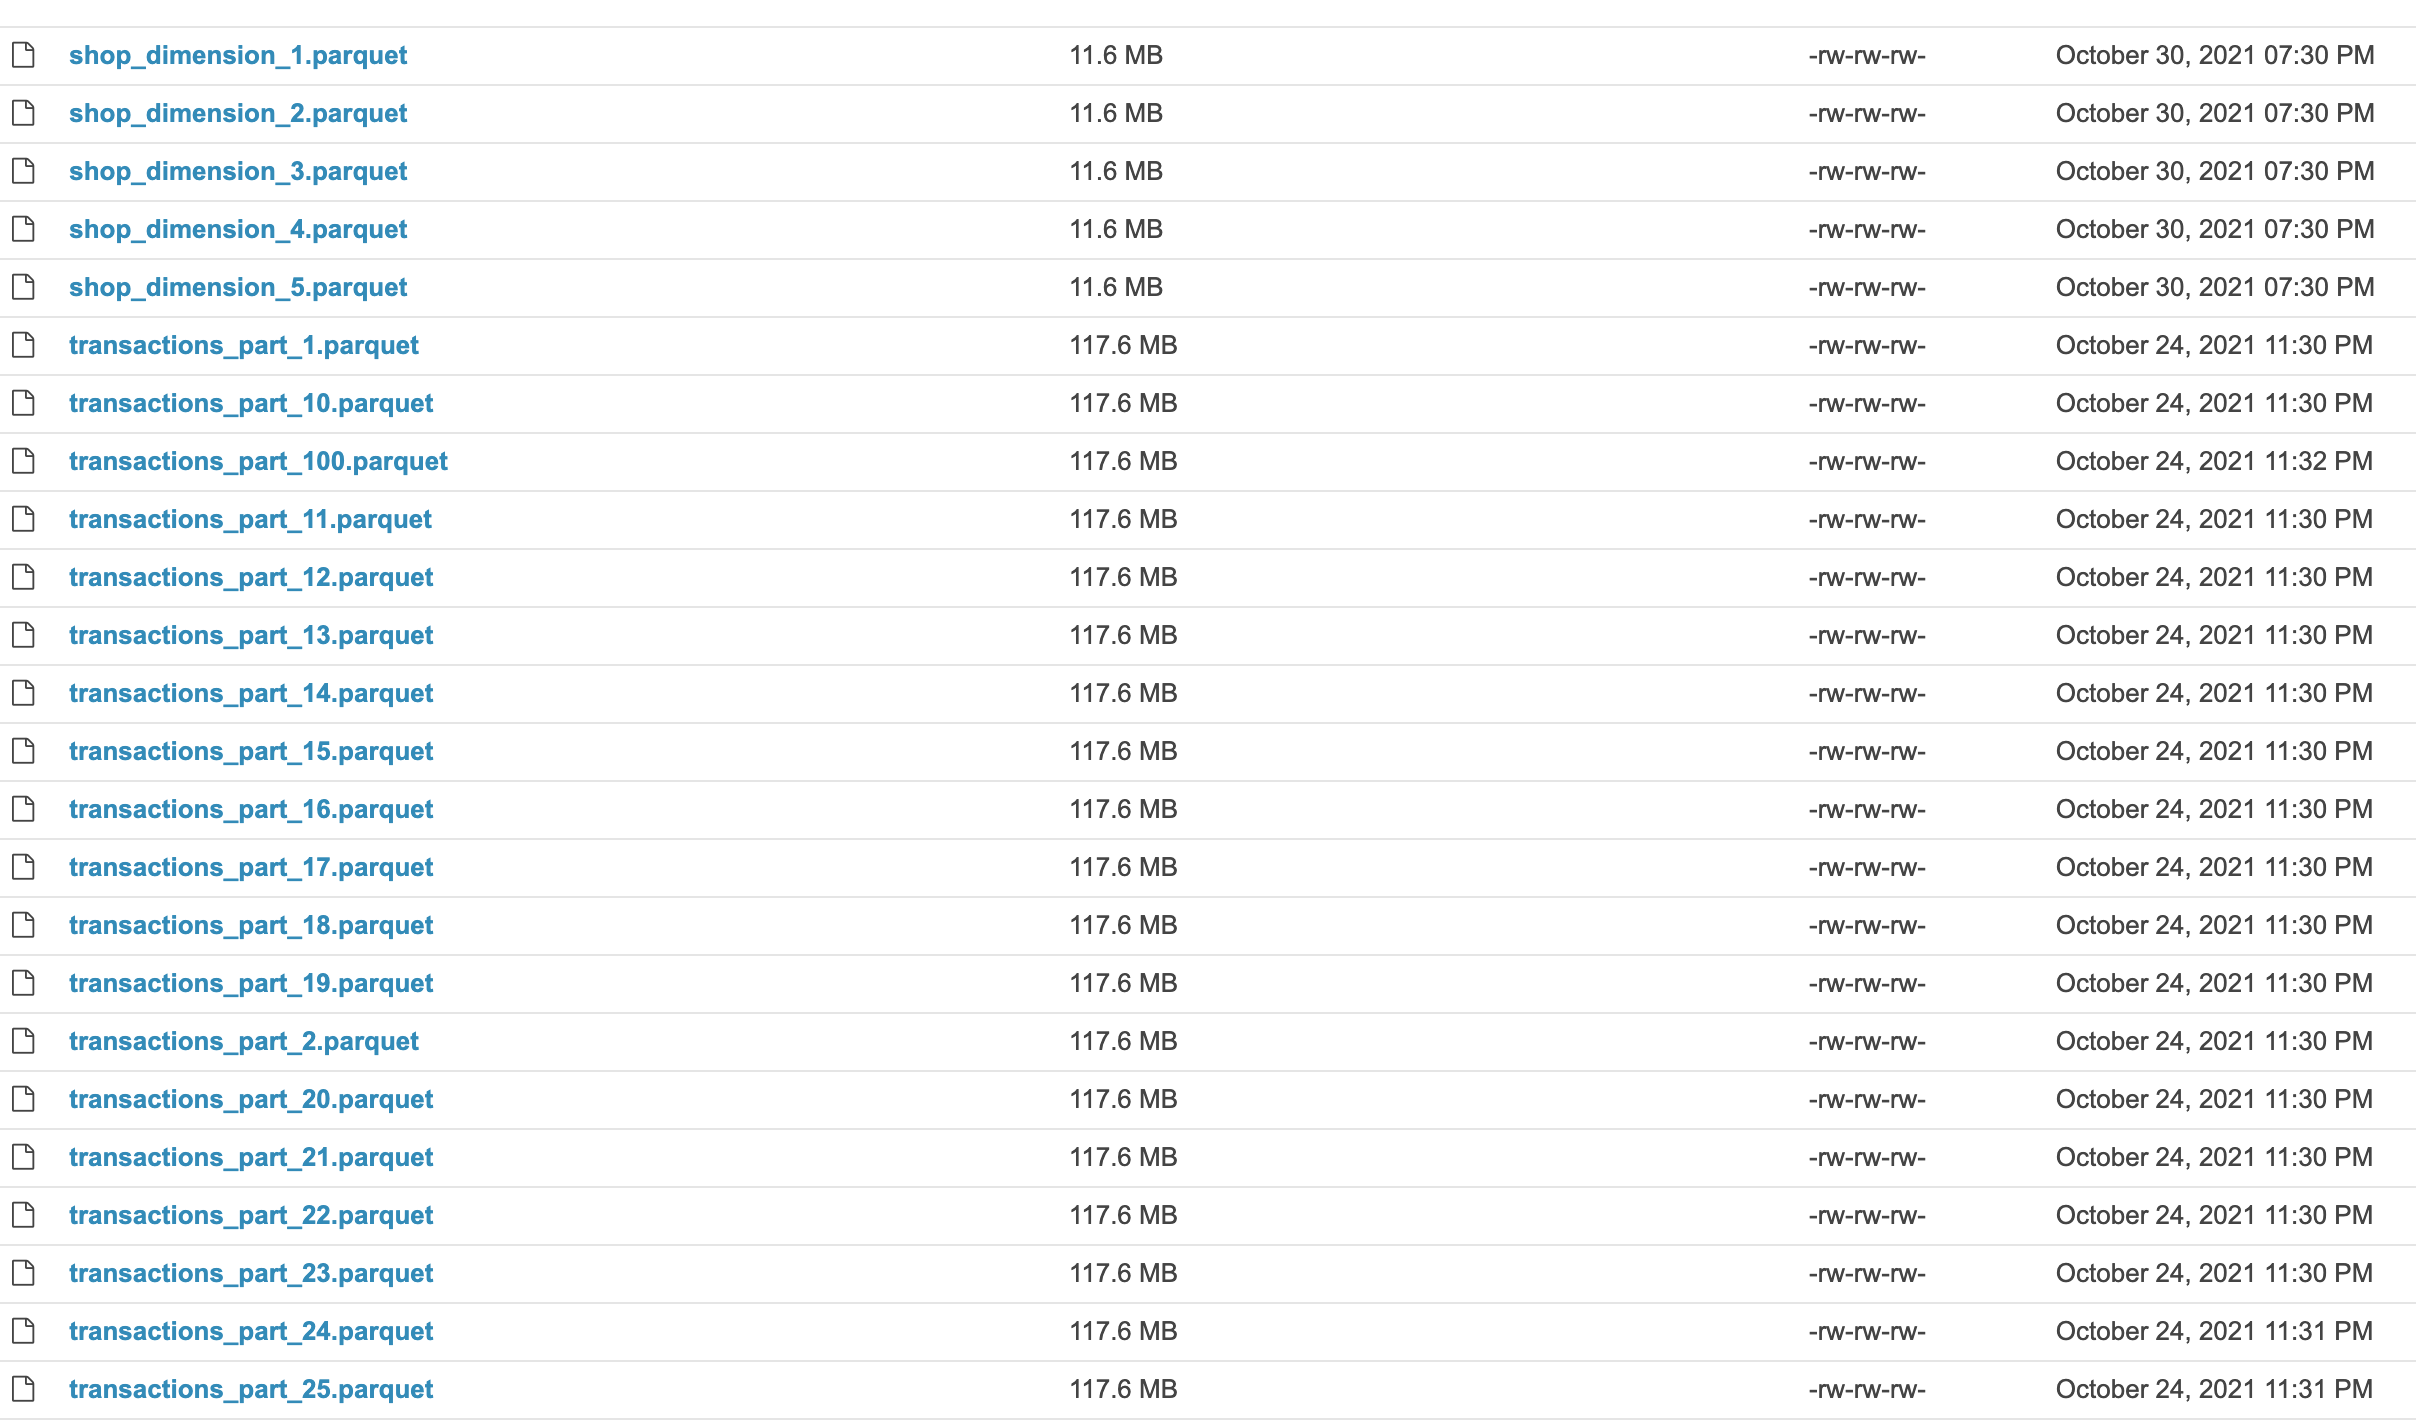 shop_dimension_1.parquet 11.6 MB -rw-rw-rw- October 30, 2021 07:30 PM
shop_dimension_2.parquet 11.6 MB -rw-rw-rw- October 30, 2021 07:30 PM
shop_dimension_3.parquet 11.6 MB -rw-rw-rw- October 30, 2021 07:30 PM
shop_dimension_4.parquet 11.6 MB -rw-rw-rw- October 30, 2021 07:30 PM
shop_dimension_5.parquet 11.6 MB -rw-rw-rw- October 30, 2021 07:30 PM
transactions_part_1.parquet 117.6 MB -rw-rw-rw- October 24, 2021 11:30 PM
transactions_part_10.parquet 117.6 MB -rw-rw-rw- October 24, 2021 11:30 PM
transactions_part_100.parquet 117.6 MB -rw-rw-rw- October 24, 2021 11:32 PM
transactions_part_11.parquet 117.6 MB -rw-rw-rw- October 24, 2021 11:30 PM
transactions_part_12.parquet 117.6 MB -rw-rw-rw- October 24, 2021 11:30 PM
transactions_part_13.parquet 117.6 MB -rw-rw-rw- October 24, 2021 11:30 PM
transactions_part_14.parquet 117.6 MB -rw-rw-rw- October 24, 2021 11:30 PM
transactions_part_15.parquet 117.6 MB -rw-rw-rw- October 24, 2021 11:30 PM
transactions_part_16.parquet 117.6 MB -rw-rw-rw- October 24, 2021 11:30 PM
transactions_part_17.parquet 117.6 MB -rw-rw-rw- October 24, 2021 11:30 PM
transactions_part_18.parquet 117.6 MB -rw-rw-rw- October 24, 2021 11:30 PM
transactions_part_19.parquet 117.6 MB -rw-rw-rw- October 24, 2021 11:30 PM
transactions_part_2.parquet 117.6 MB -rw-rw-rw- October 24, 2021 11:30 PM
transactions_part_20.parquet 117.6 MB -rw-rw-rw- October 24, 2021 11:30 PM
transactions_part_21.parquet 117.6 MB -rw-rw-rw- October 24, 2021 11:30 PM
transactions_part_22.parquet 117.6 MB -rw-rw-rw- October 24, 2021 11:30 PM
transactions_part_23.parquet 117.6 MB -rw-rw-rw- October 24, 2021 11:30 PM
transactions_part_24.parquet 117.6 MB -rw-rw-rw- October 24, 2021 11:31 PM
transactions_part_25.parquet 117.6 MB -rw-rw-rw- October 24, 2021 11:31 PM